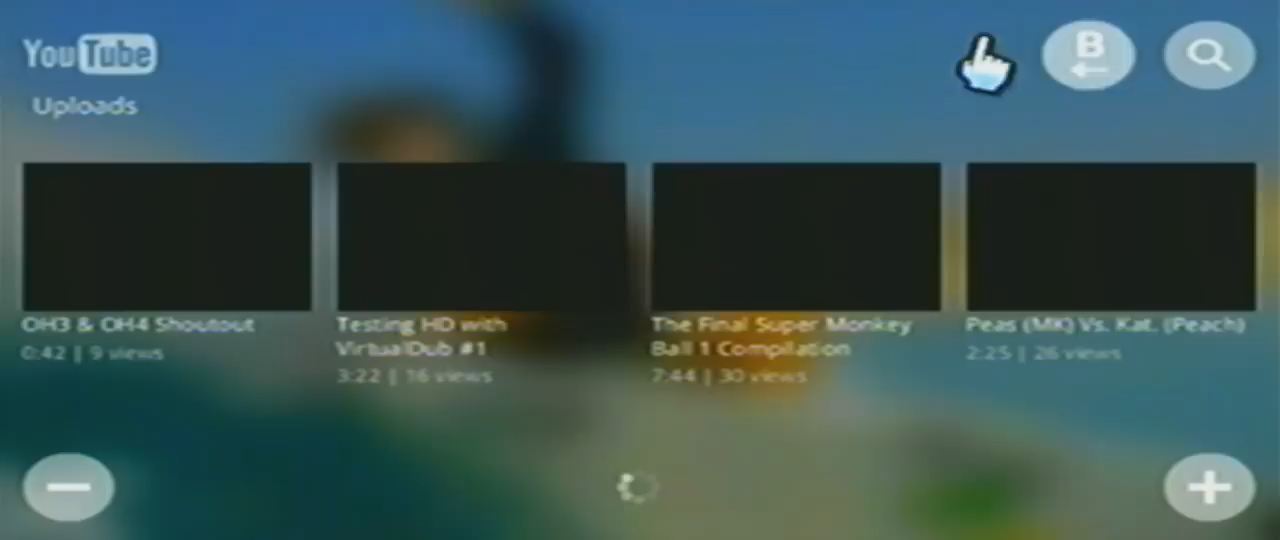 YouTube
B
Uploads
OH3 & OH4 Shoutout
0:42 | 9 views
Testing HD with
VirtualDub #1
3:22 | 16 views
The Final Super Monkey
Ball 1 Compilation
7:44 | 30 views
Peas (MK) Vs. Kat. (Peach)
2:25 | 26 views